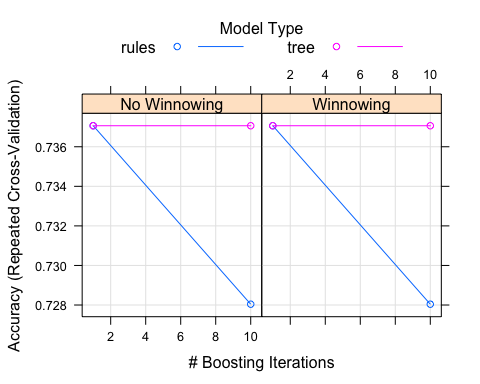 Model Type
rules tree
2 4 6 8 10
No Winnowing Winnowing
0.736
0.734
0.732
0.730
0.728
Accuracy (Repeated Cross-Validation)
2 4 6 8 10
# Boosting Iterations